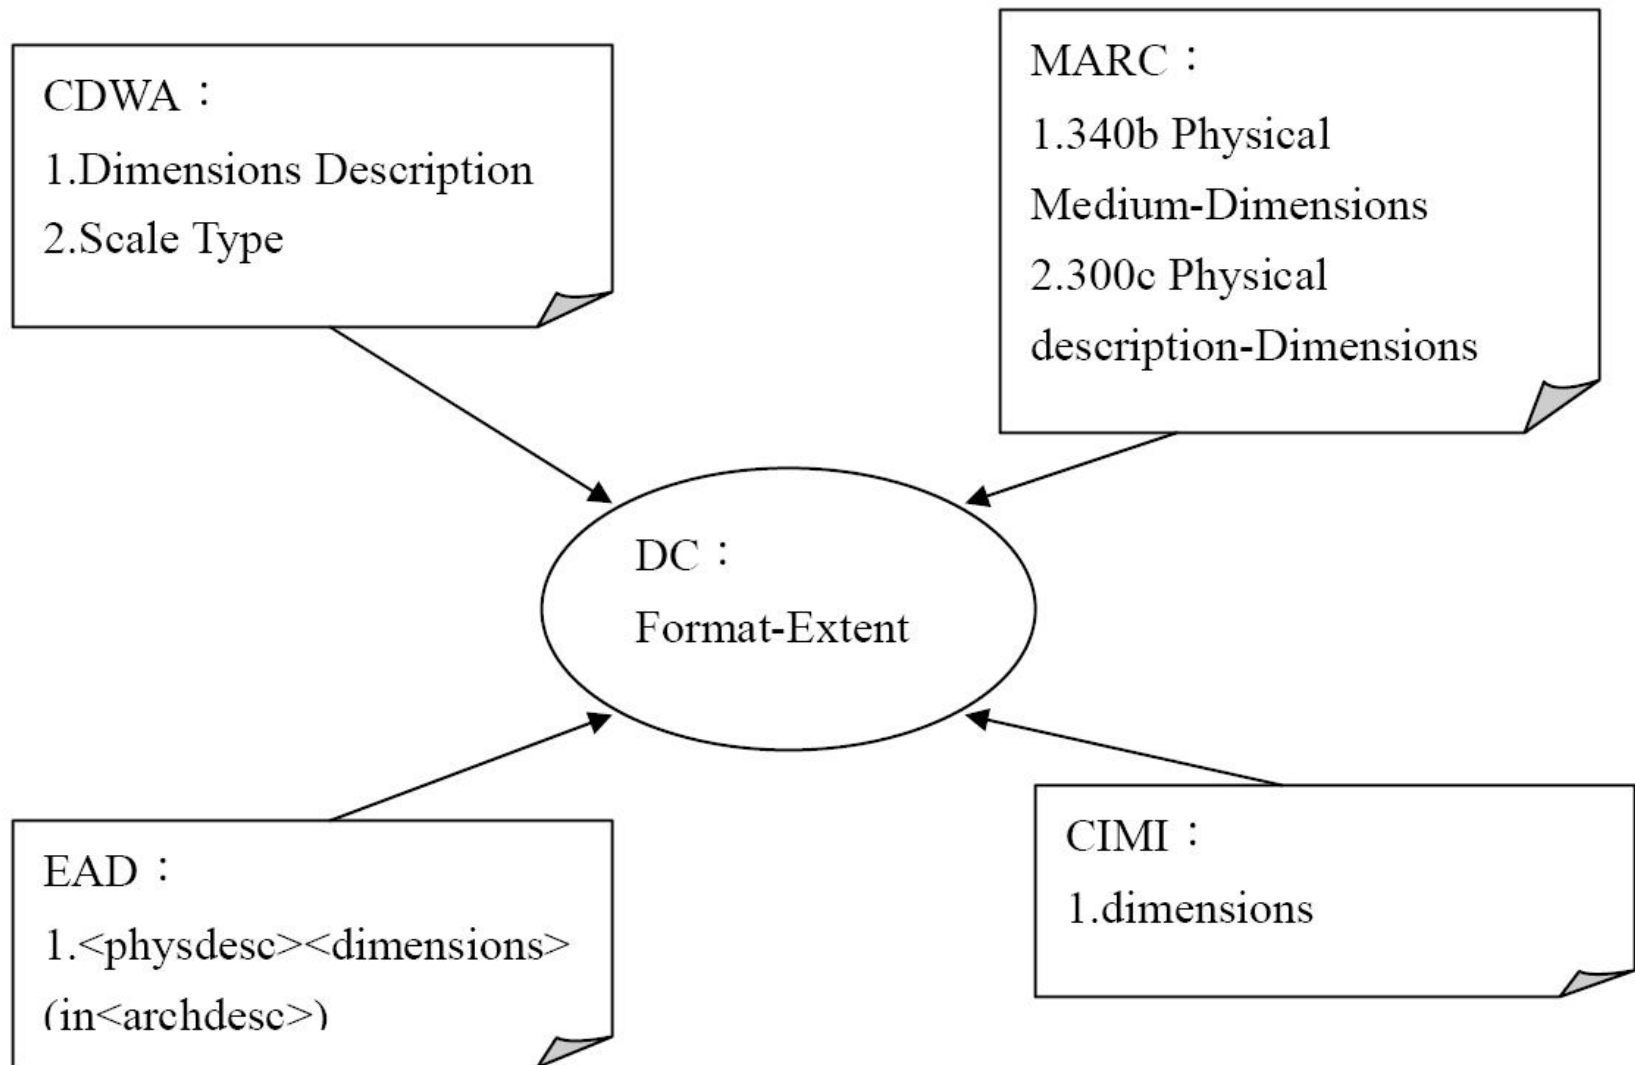 CDWA：
1.Dimensions Description
2.Scale Type
MARC：
1.340b Physical
Medium-Dimensions
2.300c Physical
description-Dimensions
DC：
Format-Extent
EAD：
1.<physdesc><dimensions>
(in<archdesc>)
CIMI：
1.dimensions